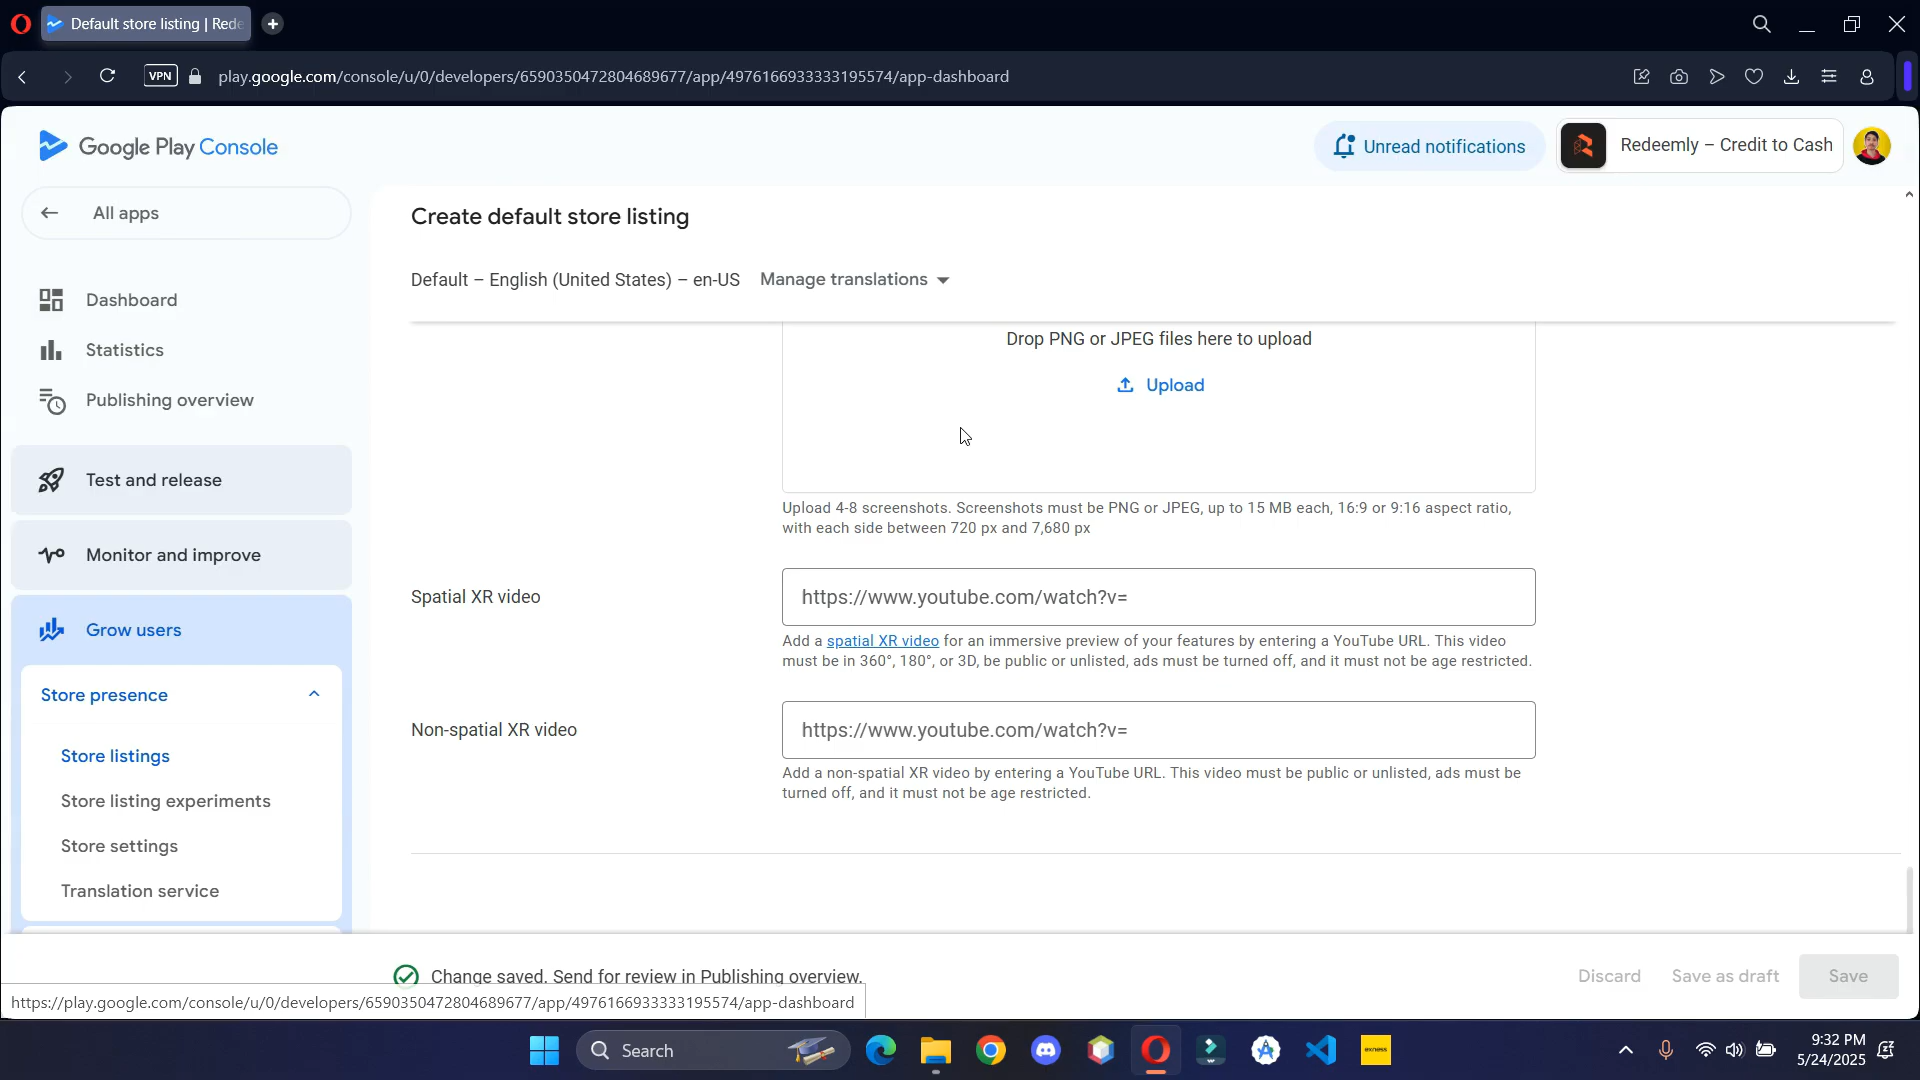 Default store listing | Rede
VPN
play.google.com/console/u/0/developers/6590350472804689677/app/4976166933333195574/app-dashboard
Google Play Console
Unread notifications
Redeemly – Credit to Cash
All apps
Create default store listing
Default – English (United States) – en-US
Manage translations
Dashboard
Statistics
Publishing overview
Test and release
Monitor and improve
Grow users
Store presence
Store listings
Store listing experiments
Store settings
Translation service
Drop PNG or JPEG files here to upload
Upload
Upload 4-8 screenshots. Screenshots must be PNG or JPEG, up to 15 MB each, 16:9 or 9:16 aspect ratio,
with each side between 720 px and 7,680 px
Spatial XR video
https://www.youtube.com/watch?v=
Add a spatial XR video for an immersive preview of your features by entering a YouTube URL. This video
must be in 360°, 180°, or 3D, be public or unlisted, ads must be turned off, and it must not be age restricted.
Non-spatial XR video
https://www.youtube.com/watch?v=
Add a non-spatial XR video by entering a YouTube URL. This video must be public or unlisted, ads must be
turned off, and it must not be age restricted.
Change saved. Send for review in Publishing overview.
Discard
Save as draft
Save
https://play.google.com/console/u/0/developers/6590350472804689677/app/4976166933333195574/app-dashboard
Search
exness
9:32 PM
5/24/2025